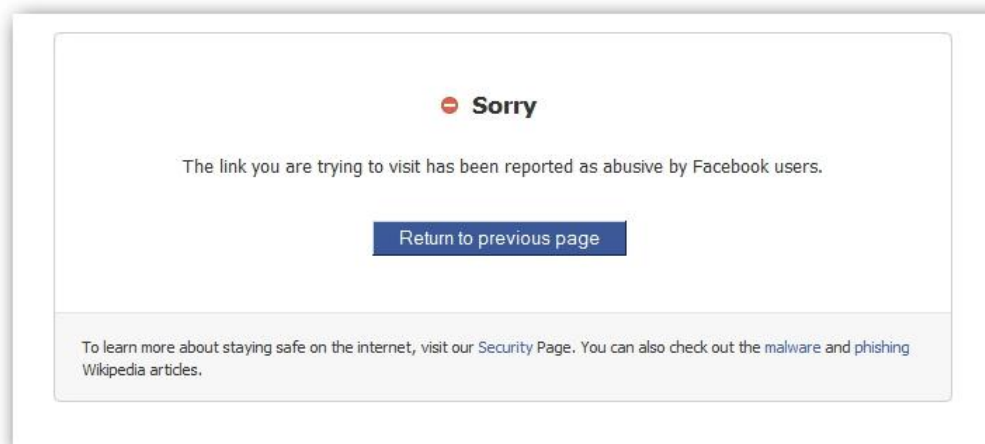 Sorry
The link you are trying to visit has been reported as abusive by Facebook users.
Return to previous page
To learn more about staying safe on the internet, visit our Security Page. You can also check out the malware and phishing
Wikipedia articles.